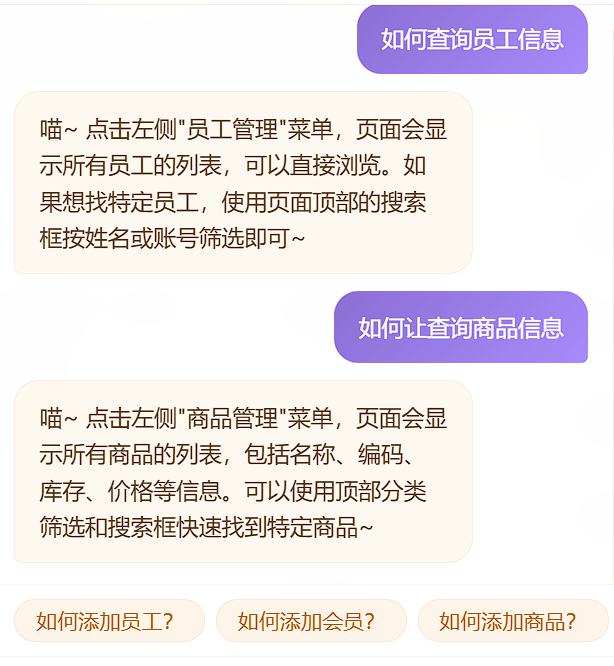 如何查询员工信息
喵~ 点击左侧"员工管理"菜单，页面会显
示所有员工的列表，可以直接浏览。如
果想找特定员工，使用页面顶部的搜索
框按姓名或账号筛选即可~
如何让查询商品信息
喵~ 点击左侧"商品管理"菜单，页面会显
示所有商品的列表，包括名称、编码、
库存、价格等信息。可以使用顶部分类
筛选和搜索框快速找到特定商品~
如何添加员工？ 如何添加会员？ 如何添加商品？